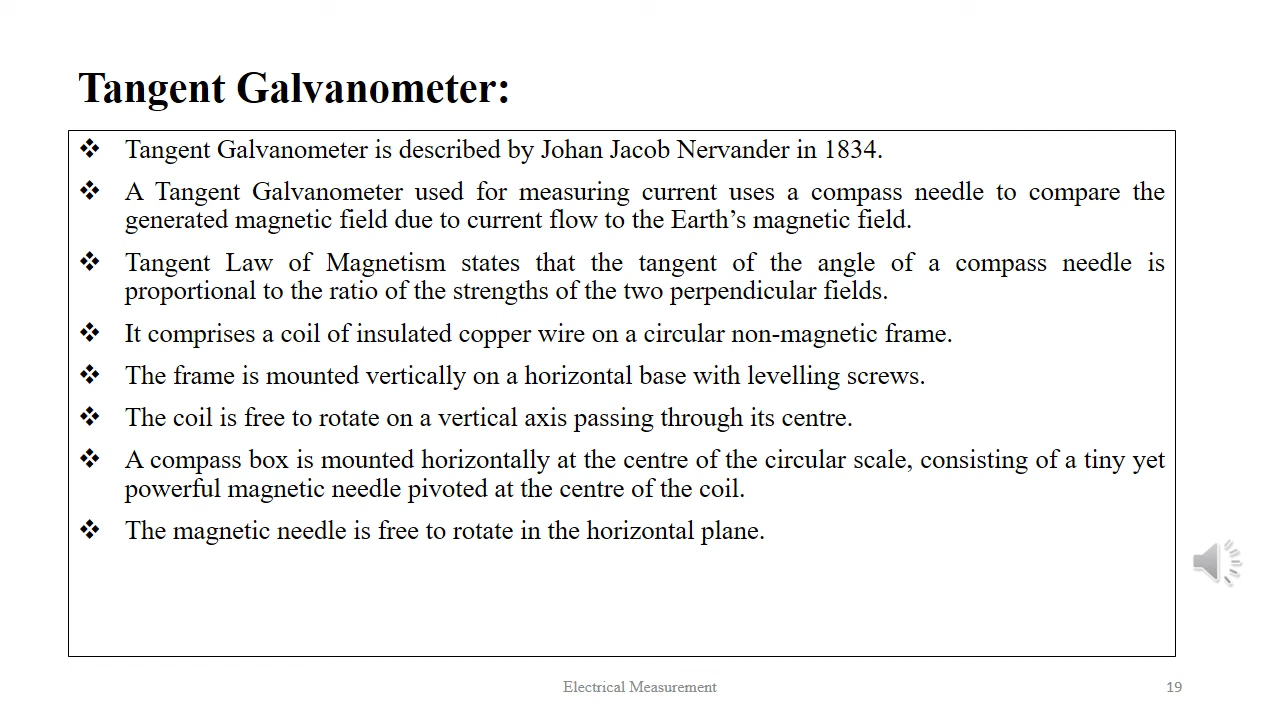 Tangent Galvanometer:
❖ Tangent Galvanometer is described by Johan Jacob Nervander in 1834.
❖ A Tangent Galvanometer used for measuring current uses a compass needle to compare the
generated magnetic field due to current flow to the Earth’s magnetic field.
❖ Tangent Law of Magnetism states that the tangent of the angle of a compass needle is
proportional to the ratio of the strengths of the two perpendicular fields.
❖ It comprises a coil of insulated copper wire on a circular non-magnetic frame.
❖ The frame is mounted vertically on a horizontal base with levelling screws.
❖ The coil is free to rotate on a vertical axis passing through its centre.
❖ A compass box is mounted horizontally at the centre of the circular scale, consisting of a tiny yet
powerful magnetic needle pivoted at the centre of the coil.
❖ The magnetic needle is free to rotate in the horizontal plane.
Electrical Measurement
19